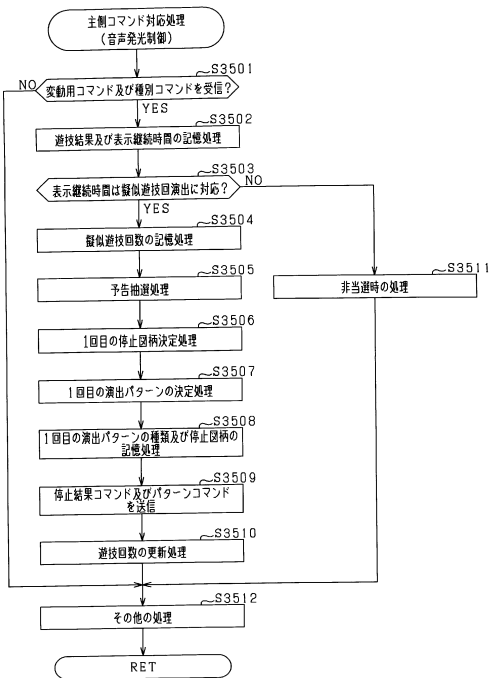 主側コマンド対応処理
(音声発光制御)
S3501
NO
変動用コマンド及び種別コマンドを受信?
YES
S3502
遊技結果及び表示継続時間の記憶処理
S3503
表示継続時間は擬似遊技回演出に対応?
NO
YES
S3504
擬似遊技回数の記憶処理
S3505
予告抽選処理
S3511
非当選時の処理
S3506
1回目の停止図柄決定処理
S3507
1回目の演出パターンの決定処理
S3508
1回目の演出パターンの種類及び停止図柄の
記憶処理
S3509
停止結果コマンド及びパターンコマンド
を送信
S3510
遊技回数の更新処理
S3512
その他の処理
RET